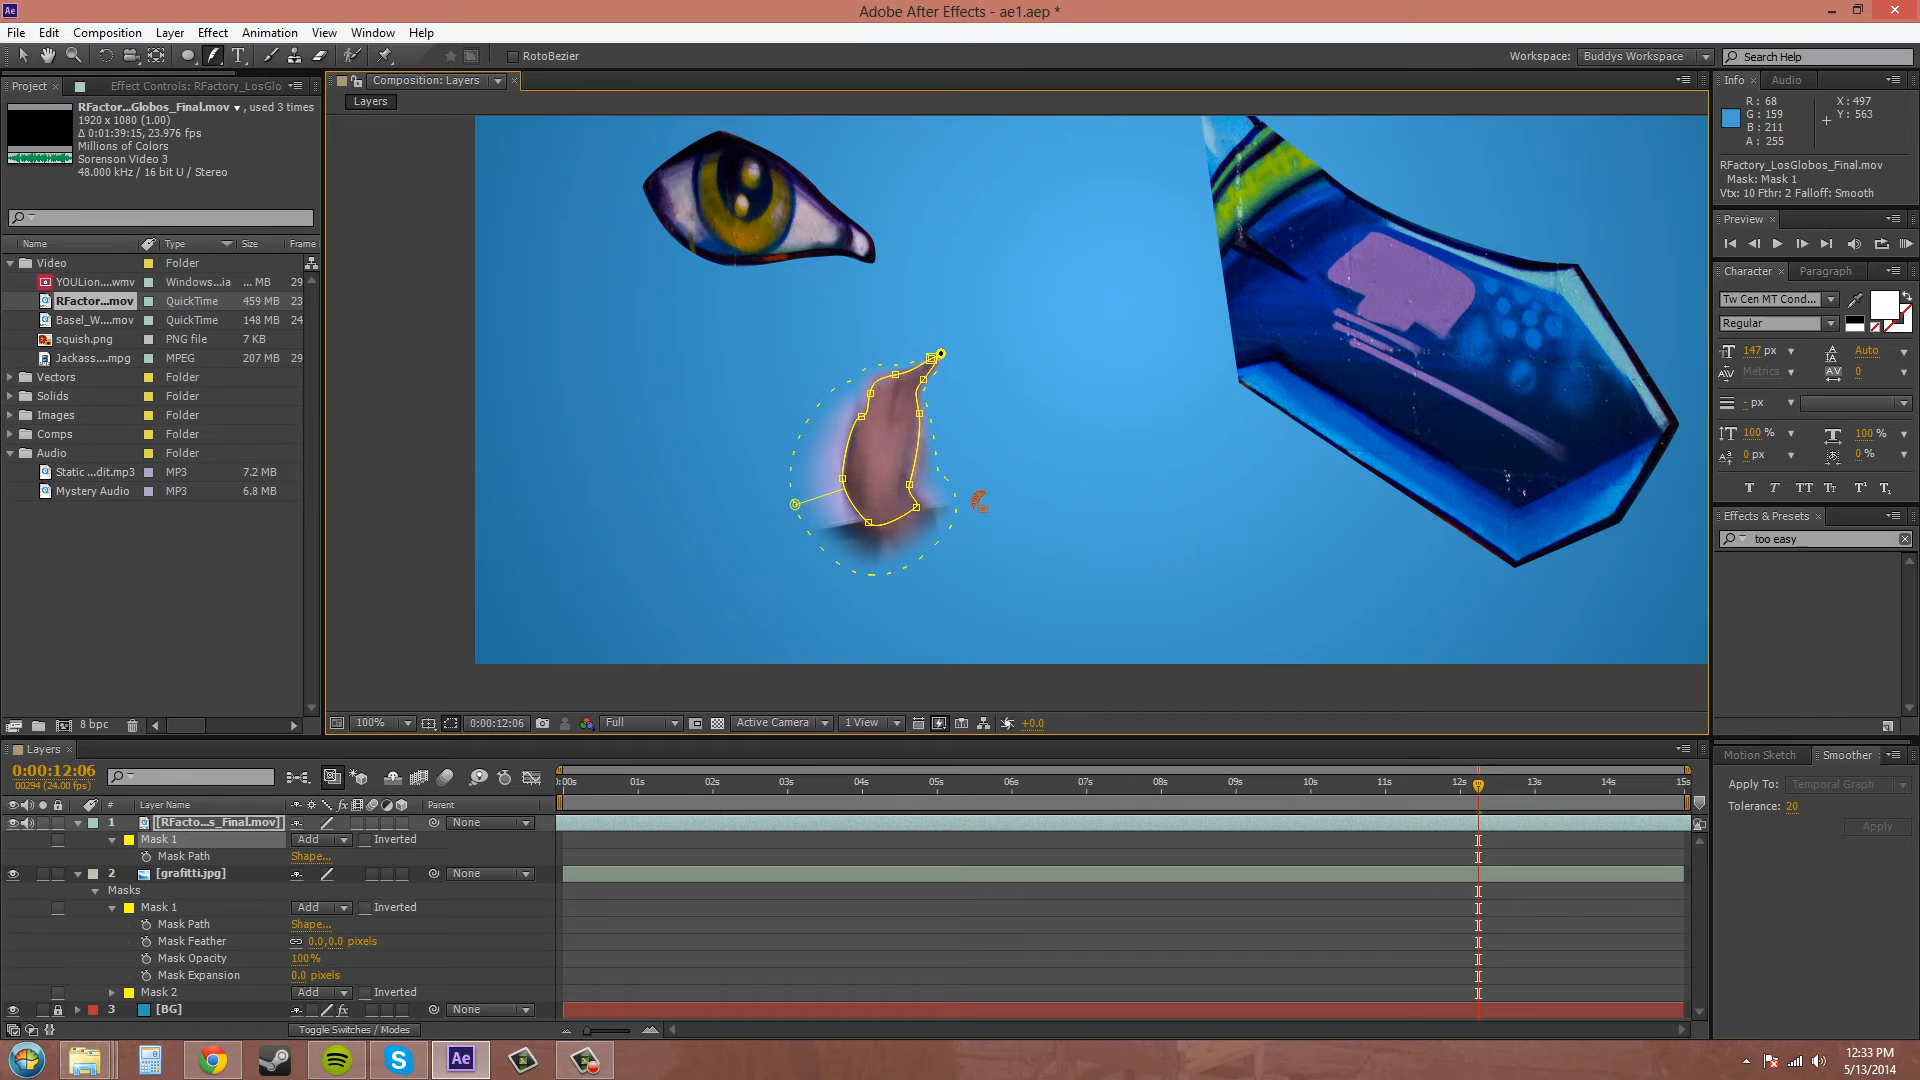 Adobe After Effects - ae1.aep *
File Edit Composition Layer Effect Animation View Window Help
RotoBezier
Workspace: Buddys Workspace Search Help
Project Effect Controls: RFactory_LosGlo
RFactor...Globos_Final.mov , used 3 times
1920 x 1080 (1.00)
Δ 0:01:39:15, 23.976 fps
Millions of Colors
Sorenson Video 3
48.000 kHz / 16 bit U / Stereo
Name Type Size Frame
Video Folder
YOULion....wmv Windows...ia ... MB 29
RFactor...mov QuickTime 459 MB 23
Basel_W....mov QuickTime 148 MB 24
squish.png PNG file 7 KB
Jackass....mpg MPEG 207 MB 29
Vectors Folder
Solids Folder
Images Folder
Comps Folder
Audio Folder
Static ...dit.mp3 MP3 7.2 MB
Mystery Audio MP3 6.8 MB
8 bpc
Composition: Layers
Layers
100% 0:00:12:06 Full Active Camera 1 View +0.0
Info Audio
R: 68 X: 497
G: 159 Y: 563
B: 211
A: 255
RFactory_LosGlobos_Final.mov
Mask: Mask 1
Vtx: 10 Fthr: 2 Falloff: Smooth
Preview
Character Paragraph
Tw Cen MT Cond...
Regular
147 px Auto
Metrics 0
- px
100 % 100 %
0 px 0 %
T T TT Tт T¹ T₁
Effects & Presets
too easy
Layers
0:00:12:06
00294 (24.00 fps)
:00s 01s 02s 03s 04s 05s 06s 07s 08s 09s 10s 11s 12s 13s 14s 15s
# Layer Name Parent
1 [RFacto...s_Final.mov] None
Mask 1 Add Inverted
Mask Path Shape...
2 [grafitti.jpg] None
Masks
Mask 1 Add Inverted
Mask Path Shape...
Mask Feather 0.0,0.0 pixels
Mask Opacity 100%
Mask Expansion 0.0 pixels
Mask 2 Add Inverted
3 [BG] None
Toggle Switches / Modes
Motion Sketch Smoother
Apply To: Temporal Graph
Tolerance: 20
Apply
Ae
12:33 PM
5/13/2014